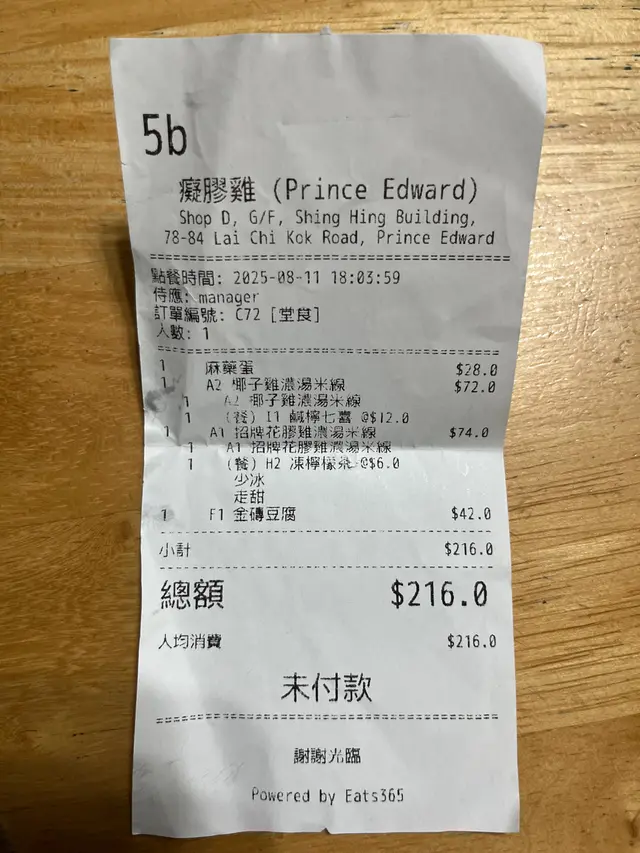 5b
癡膠雞 (Prince Edward)
Shop D, G/F, Shing Hing Building,
78-84 Lai Chi Kok Road, Prince Edward
點餐時間: 2025-08-11 18:03:59
侍應: manager
訂單編號: C72 [堂食]
人數: 1
1 麻藥蛋 $28.0
1 A2 椰子雞濃湯米線 $72.0
1 A2 椰子雞濃湯米線
1 (餐) I1 鹹檸七喜 @$12.0
1 A1 招牌花膠雞濃湯米線 $74.0
1 A1 招牌花膠雞濃湯米線
1 (餐) H2 凍檸檬茶 @$6.0
少冰
走甜
1 F1 金磚豆腐 $42.0
小計 $216.0
總額 $216.0
人均消費 $216.0
未付款
謝謝光臨
Powered by Eats365